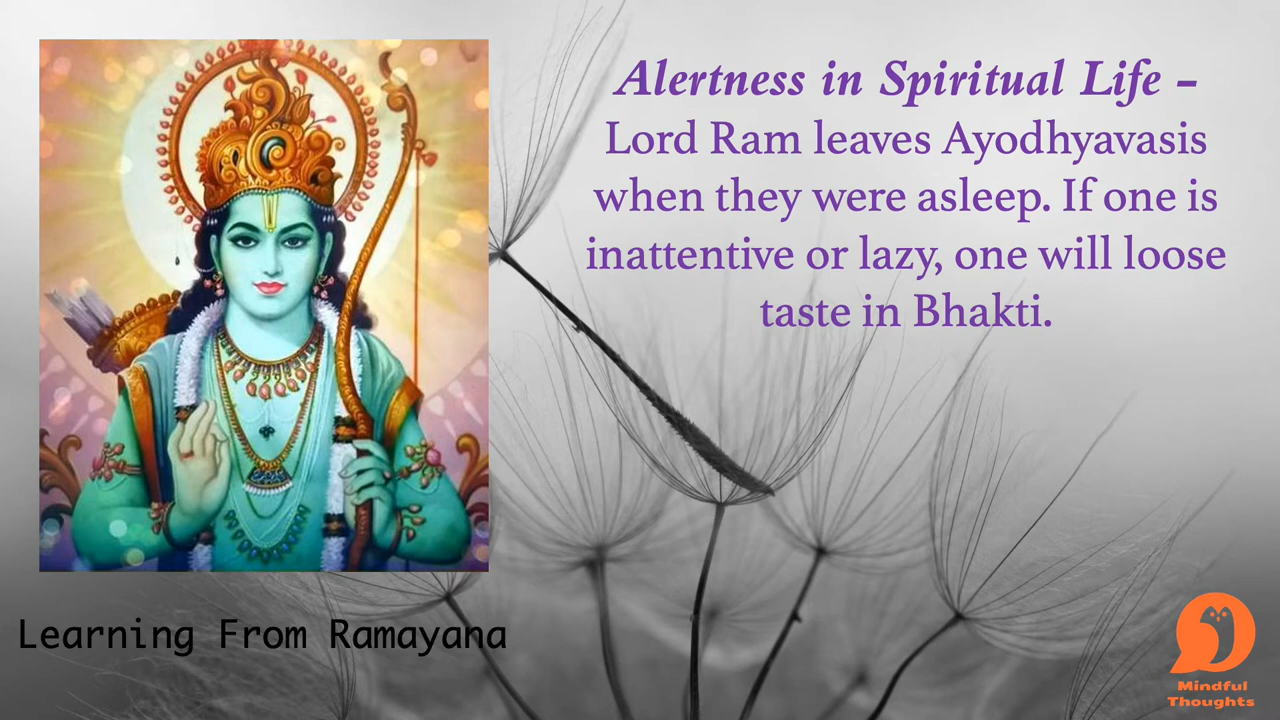 Alertness in Spiritual Life –
Lord Ram leaves Ayodhyavasis
when they were asleep. If one is
inattentive or lazy, one will loose
taste in Bhakti.
Learning From Ramayana
Mindful
Thoughts